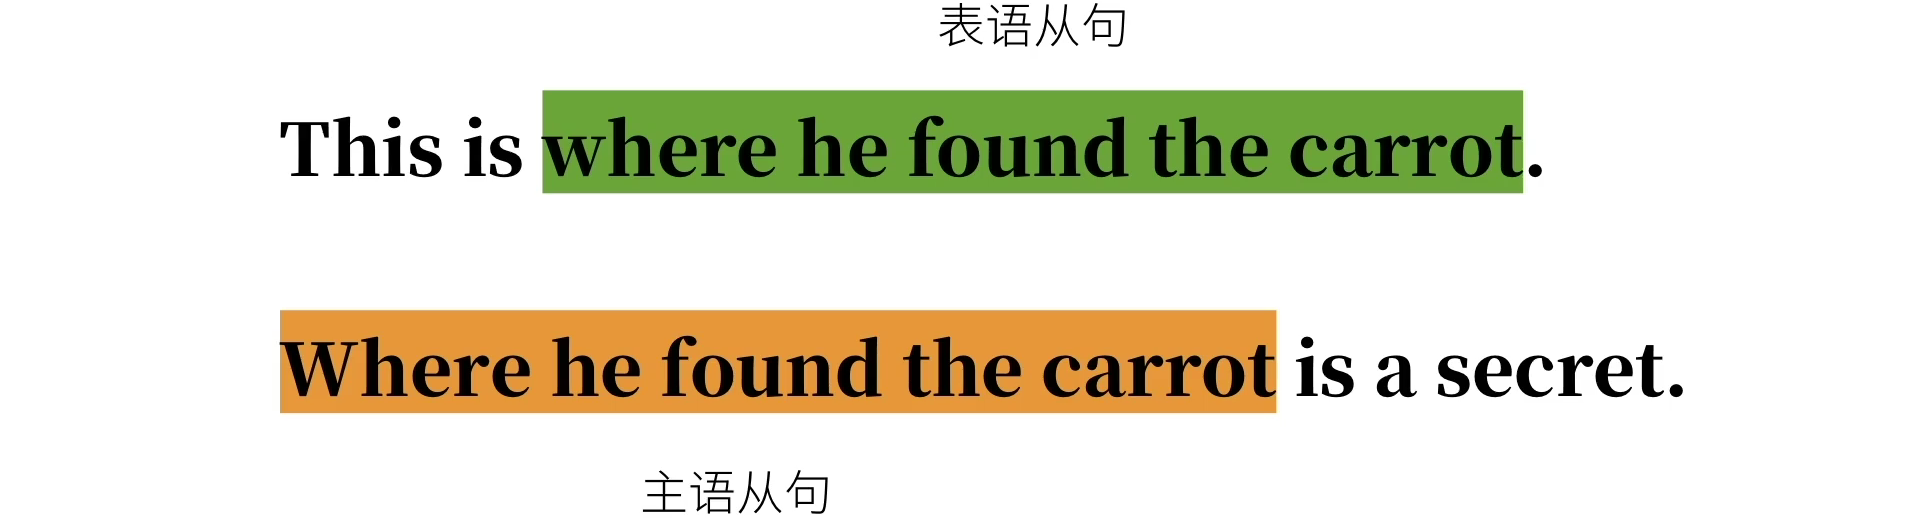 表语从句
This is where he found the carrot.
Where he found the carrot is a secret.
主语从句